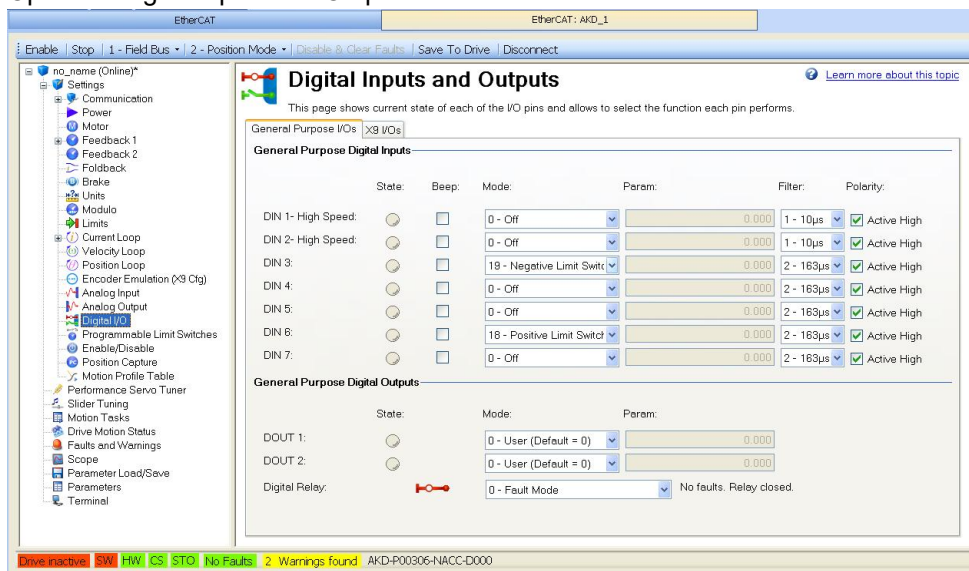 EtherCAT
EtherCAT: AKD_1
Enable Stop 1 - Field Bus 2 - Position Mode Disable & Clear Faults Save To Drive Disconnect
no_name (Online)*
Settings
Communication
Power
Motor
Feedback 1
Feedback 2
Foldback
Brake
Units
Modulo
Limits
Current Loop
Velocity Loop
Position Loop
Encoder Emulation (X9 Cfg)
Analog Input
Analog Output
Digital I/O
Programmable Limit Switches
Enable/Disable
Position Capture
Motion Profile Table
Performance Servo Tuner
Slider Tuning
Motion Tasks
Drive Motion Status
Faults and Warnings
Scope
Parameter Load/Save
Parameters
Terminal
Digital Inputs and Outputs
Learn more about this topic
This page shows current state of each of the I/O pins and allows to select the function each pin performs.
General Purpose I/Os X9 I/Os
General Purpose Digital Inputs
State: Beep: Mode: Param: Filter: Polarity:
DIN 1- High Speed: 0 - Off 0.000 1 - 10µs Active High
DIN 2- High Speed: 0 - Off 0.000 1 - 10µs Active High
DIN 3: 19 - Negative Limit Switc 0.000 2 - 163µs Active High
DIN 4: 0 - Off 0.000 2 - 163µs Active High
DIN 5: 0 - Off 0.000 2 - 163µs Active High
DIN 6: 18 - Positive Limit Switch 0.000 2 - 163µs Active High
DIN 7: 0 - Off 0.000 2 - 163µs Active High
General Purpose Digital Outputs
State: Mode: Param:
DOUT 1: 0 - User (Default = 0) 0.000
DOUT 2: 0 - User (Default = 0) 0.000
Digital Relay: 0 - Fault Mode No faults. Relay closed.
Drive inactive SW HW CS STO No Faults 2 Warnings found AKD-P00306-NACC-D000